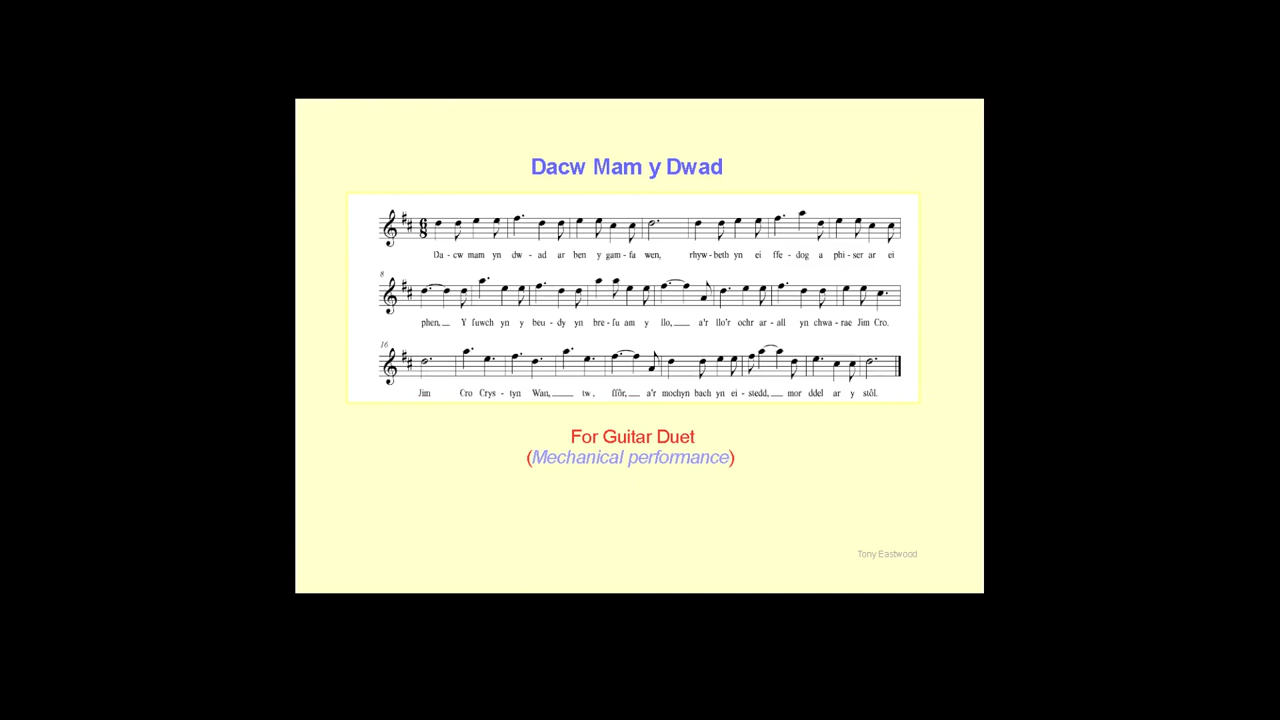 Dacw Mam y Dwad
6
8
Da - cw mam yn dw - ad ar ben y gam - fa wen, rhyw - beth yn ei ffe - dog a phi - ser ar ei
8
phen, Y fuwch yn y beu - dy yn bre - fu am y llo, a'r llo'r ochr ar - all yn chwa - rae Jim Cro.
16
Jim Cro Crys - tyn Wan, tw, ffôr, a'r mochyn bach yn ei - stedd, mor ddel ar y stôl.
For Guitar Duet
(Mechanical performance)
Tony Eastwood